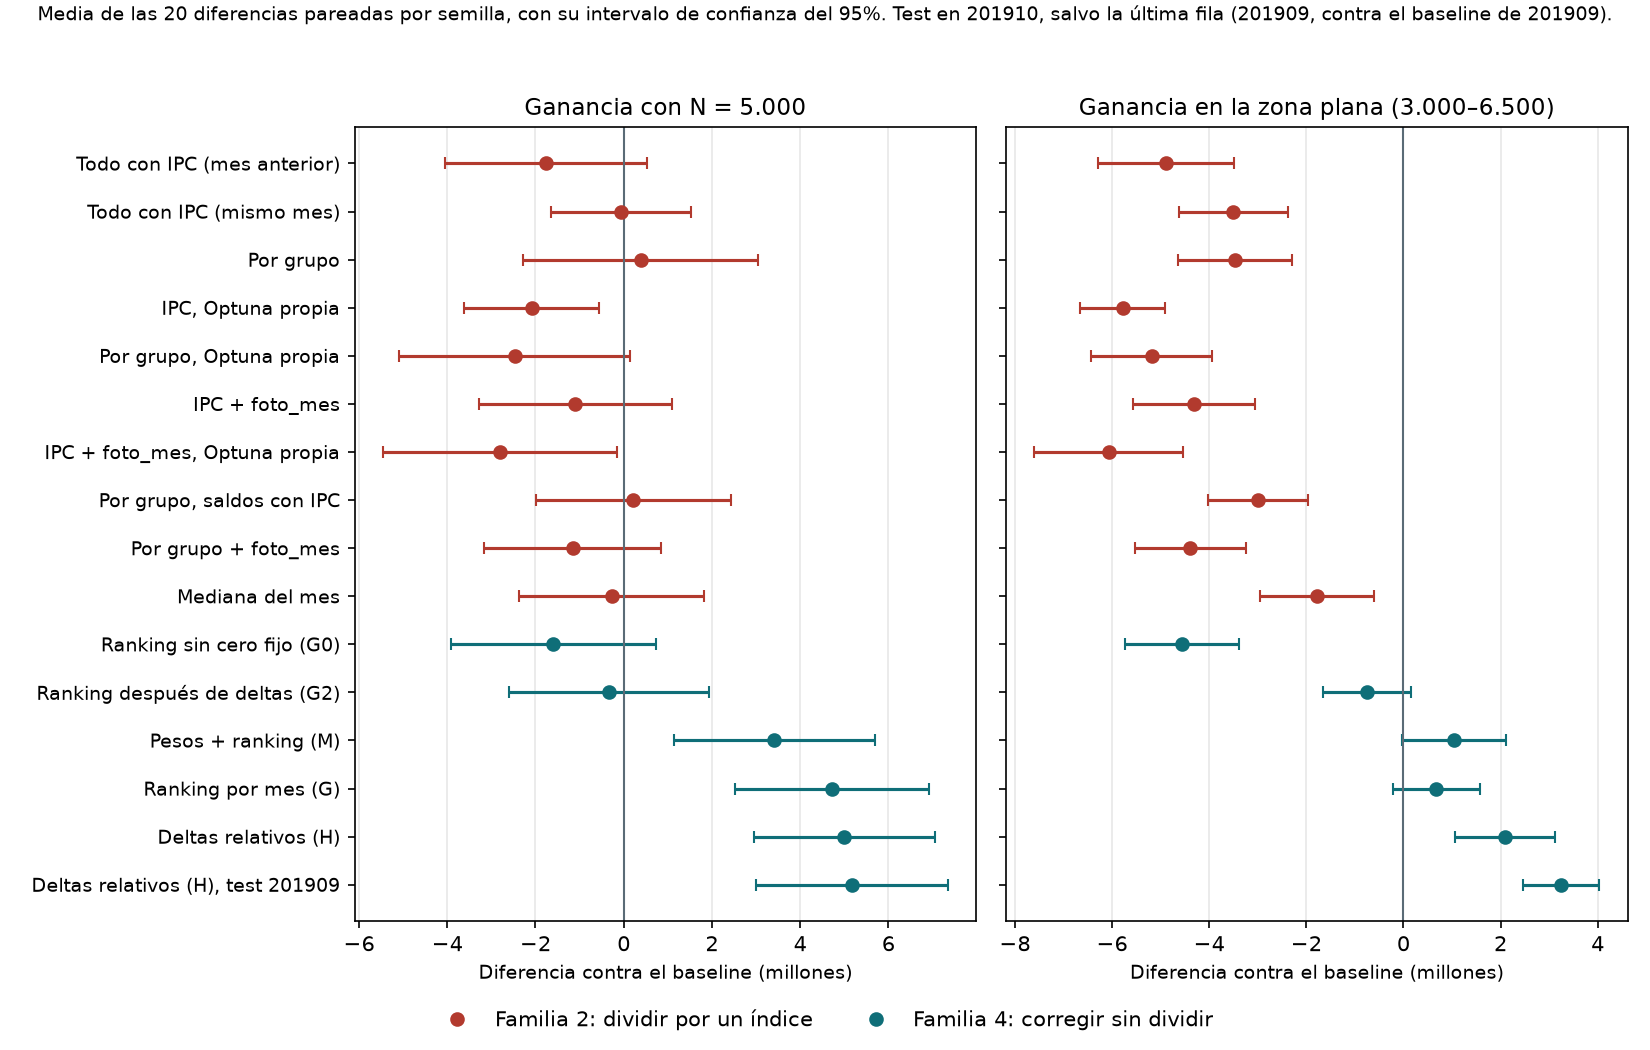 Media de las 20 diferencias pareadas por semilla, con su intervalo de confianza del 95%. Test en 201910, salvo la última fila (201909, contra el baseline de 201909).
Ganancia con N = 5.000
Ganancia en la zona plana (3.000–6.500)
Todo con IPC (mes anterior)
Todo con IPC (mismo mes)
Por grupo
IPC, Optuna propia
Por grupo, Optuna propia
IPC + foto_mes
IPC + foto_mes, Optuna propia
Por grupo, saldos con IPC
Por grupo + foto_mes
Mediana del mes
Ranking sin cero fijo (G0)
Ranking después de deltas (G2)
Pesos + ranking (M)
Ranking por mes (G)
Deltas relativos (H)
Deltas relativos (H), test 201909
−6 −4 −2 0 2 4 6
−8 −6 −4 −2 0 2 4
Diferencia contra el baseline (millones)
Diferencia contra el baseline (millones)
Familia 2: dividir por un índice
Familia 4: corregir sin dividir